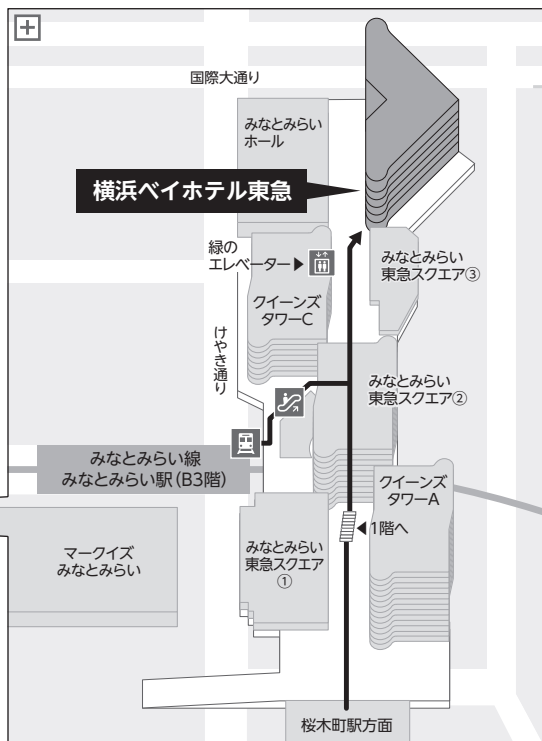 国際大通り
みなとみらい
ホール
横浜ベイホテル東急
緑の
エレベーター▶
みなとみらい
東急スクエア③
クイーンズ
タワーC
けやき通り
みなとみらい
東急スクエア②
みなとみらい線
みなとみらい駅(B3階)
クイーンズ
タワーA
◀1階へ
マークイズ
みなとみらい
みなとみらい
東急スクエア
①
桜木町駅方面